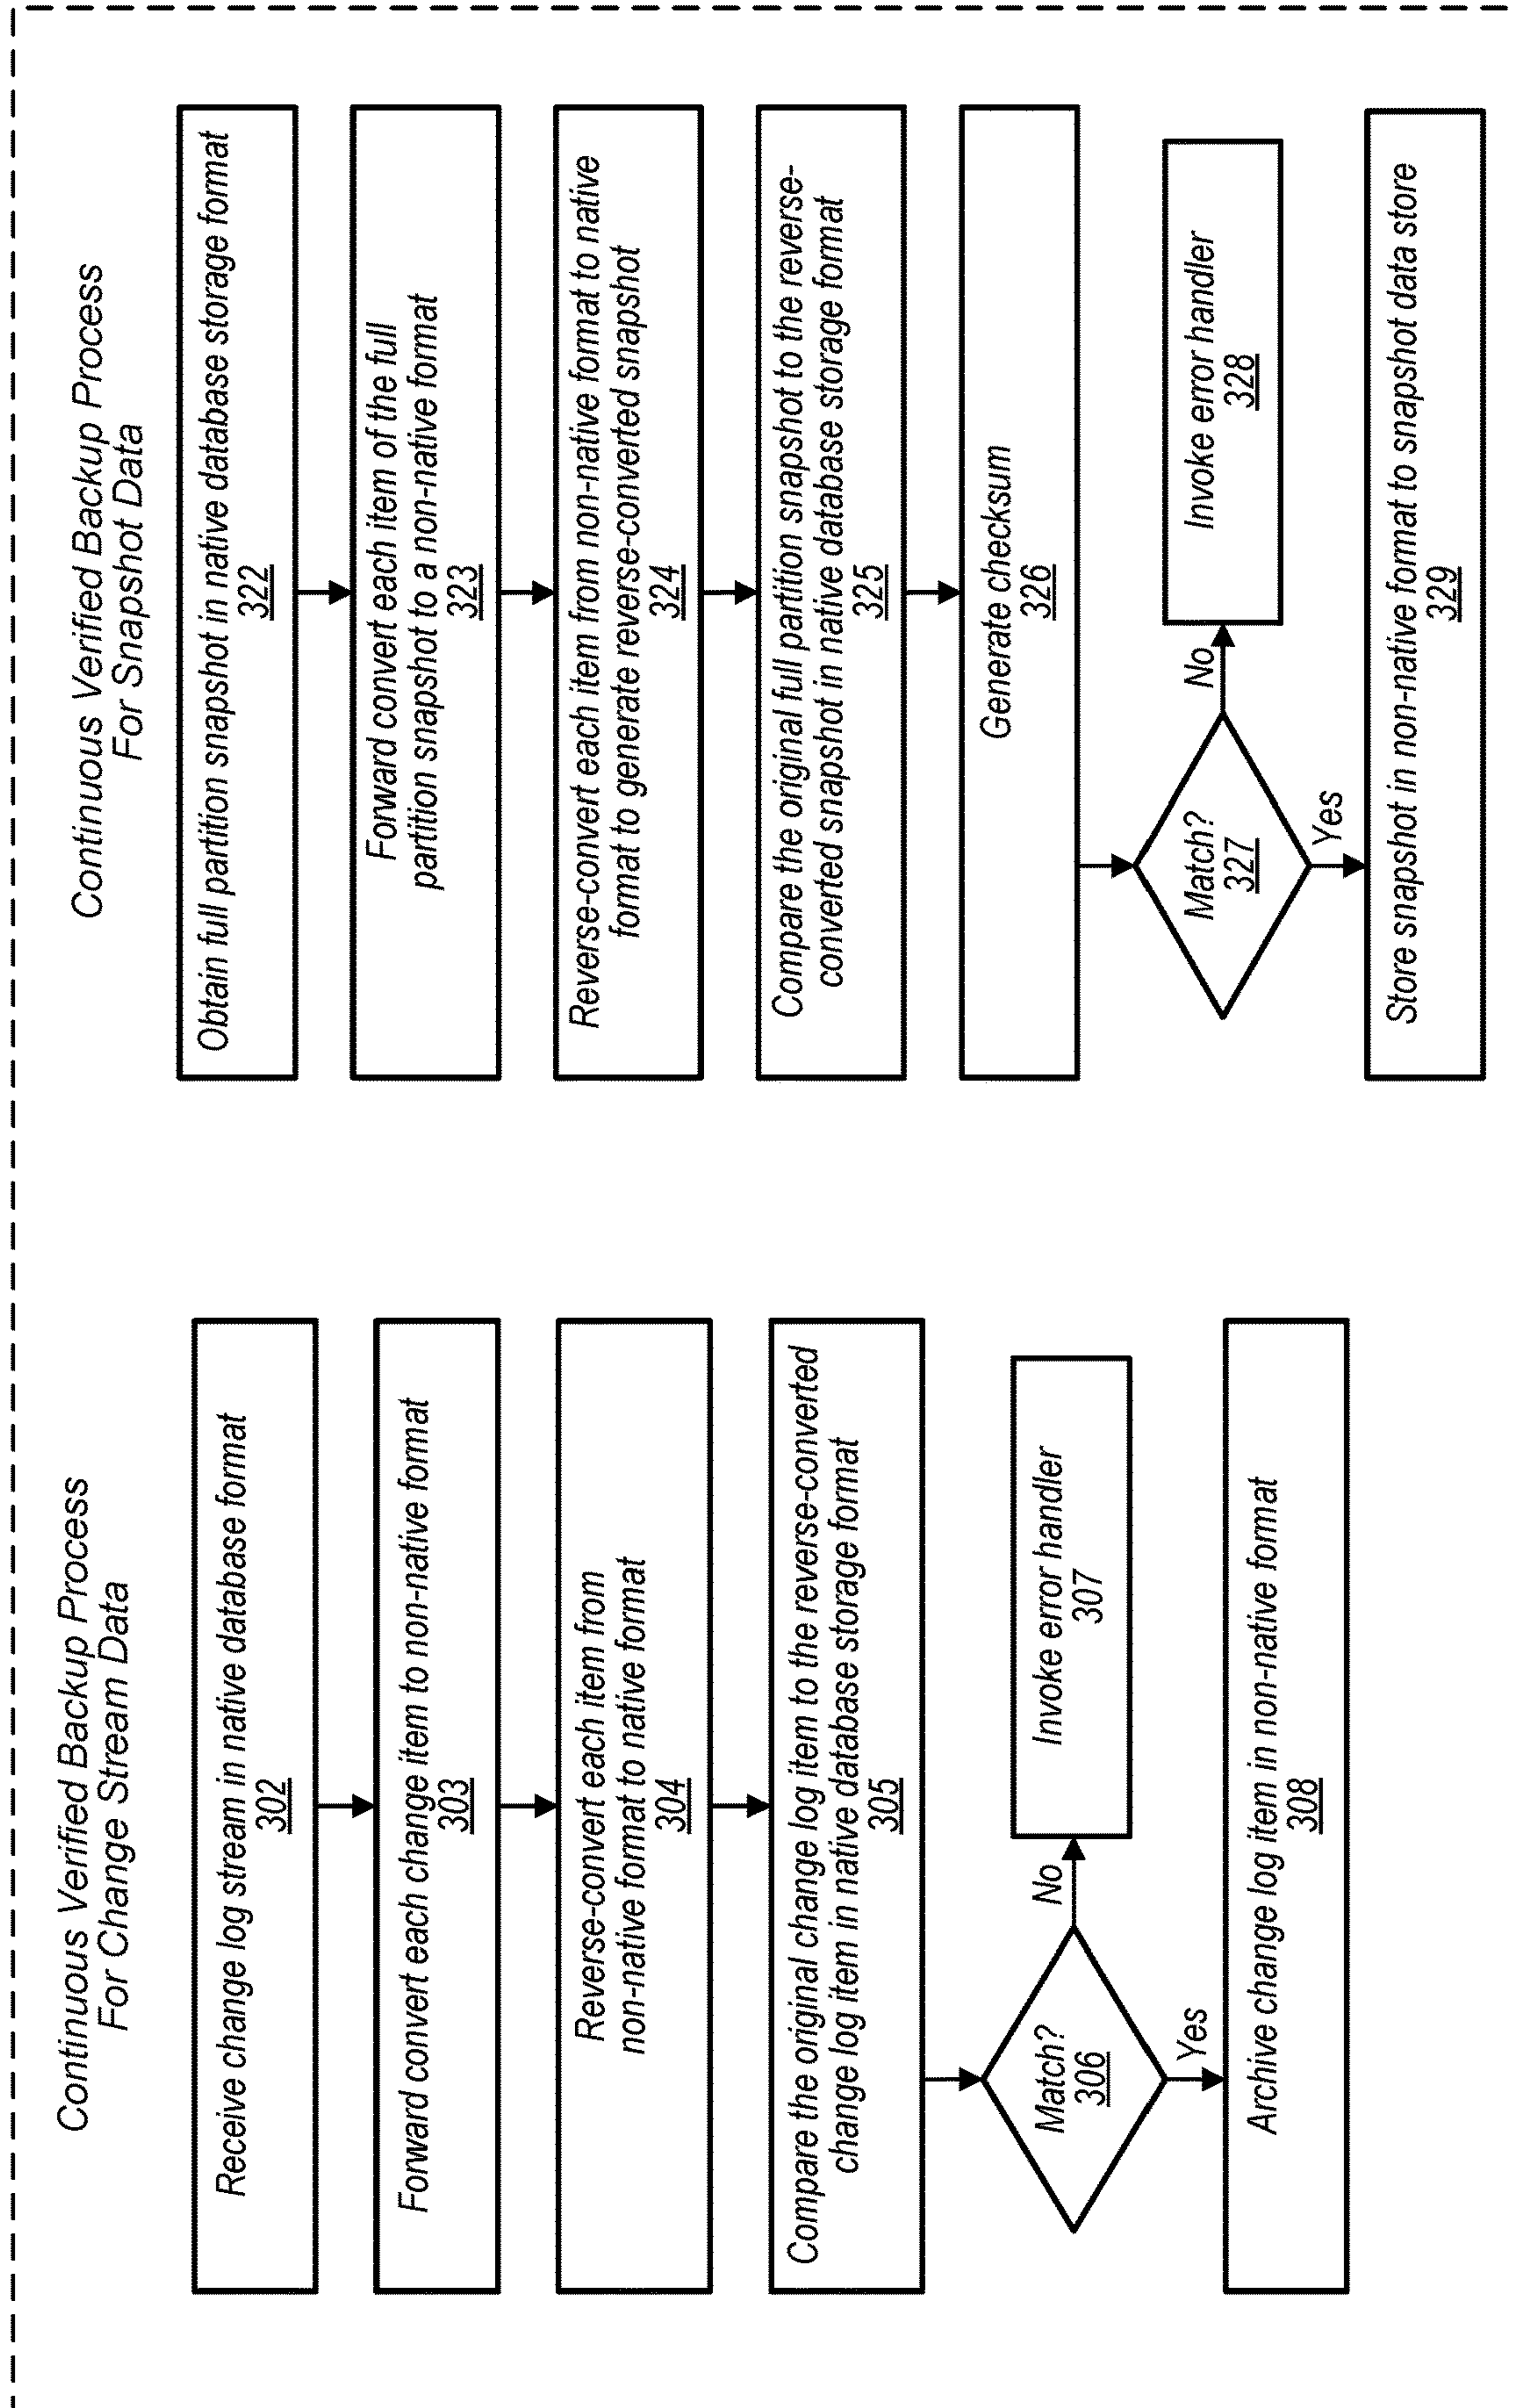 Continuous Verified Backup Process
For Change Stream Data
Receive change log stream in native database format
302
Forward convert each change item to non-native format
303
Reverse-convert each item from
non-native format to native format
304
Compare the original change log item to the reverse-converted
change log item in native database storage format
305
Match?
306
No
Invoke error handler
307
Yes
Archive change log item in non-native format
308
Continuous Verified Backup Process
For Snapshot Data
Obtain full partition snapshot in native database storage format
322
Forward convert each item of the full
partition snapshot to a non-native format
323
Reverse-convert each item from non-native format to native
format to generate reverse-converted snapshot
324
Compare the original full partition snapshot to the reverse-
converted snapshot in native database storage format
325
Generate checksum
326
Match?
327
No
Invoke error handler
328
Yes
Store snapshot in non-native format to snapshot data store
329